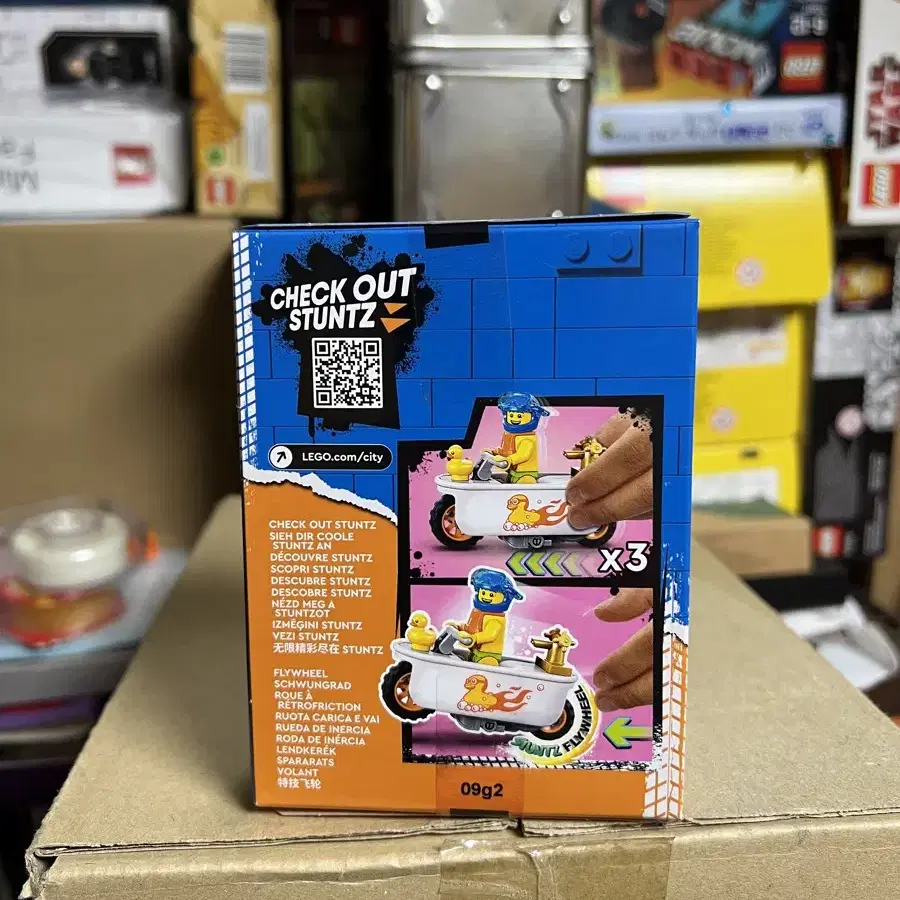 CHECK OUT
STUNTZ
LEGO.com/city
CHECK OUT STUNTZ
SIEH DIR COOLE
STUNTZ AN
DÉCOUVRE STUNTZ
SCOPRI STUNTZ
DESCUBRE STUNTZ
DESCOBRE STUNTZ
NÉZD MEG A
STUNTZOT
IZMĒĢINI STUNTZ
VEZI STUNTZ
无限精彩尽在 STUNTZ
FLYWHEEL
SCHWUNGRAD
ROUE À
RÉTROFRICTION
RUOTA CARICA E VAI
RUEDA DE INERCIA
RODA DE INÉRCIA
LENDKERÉK
SPARARATS
VOLANT
特技飞轮
x3
STUNTZ FLYWHEEL
09g2
LEGO
LEGO